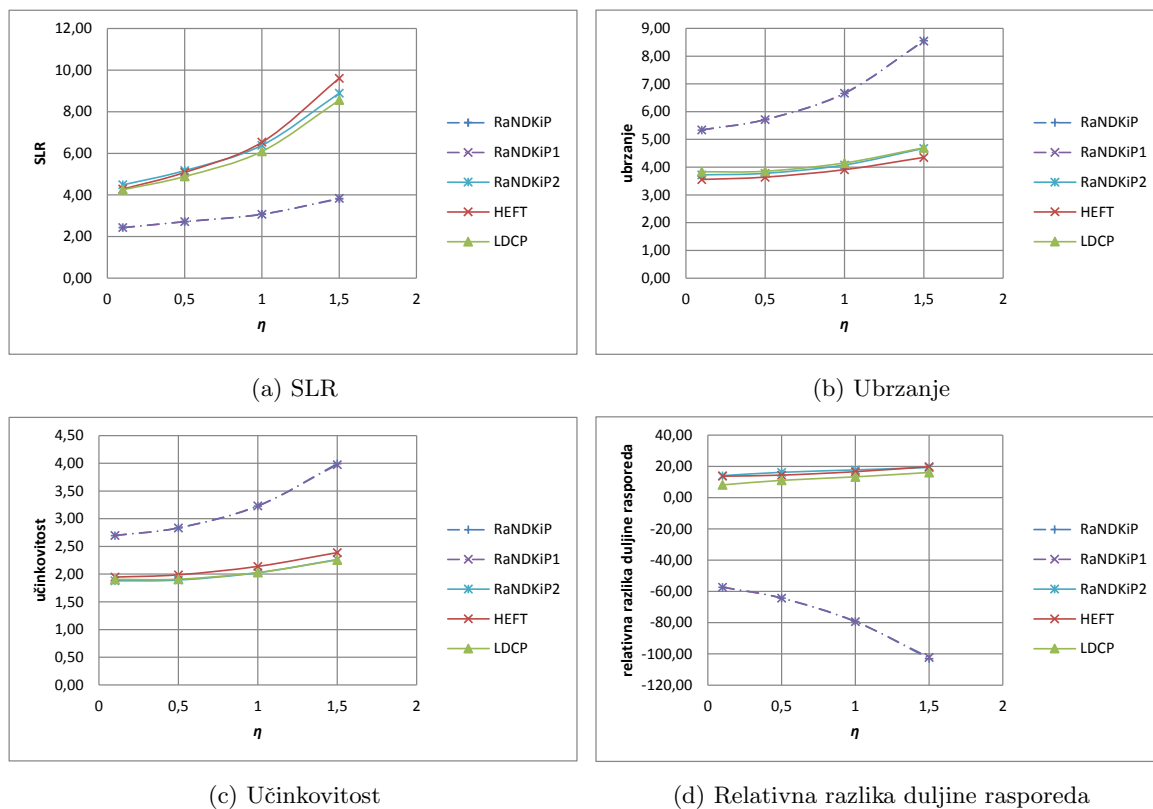 12,00
10,00
8,00
6,00
4,00
2,00
0,00
SLR
0 0,5 1 1,5 2
η
RaNDKiP
RaNDKiP1
RaNDKiP2
HEFT
LDCP
(a) SLR
9,00
8,00
7,00
6,00
5,00
4,00
3,00
2,00
1,00
0,00
ubrzanje
0 0,5 1 1,5 2
η
RaNDKiP
RaNDKiP1
RaNDKiP2
HEFT
LDCP
(b) Ubrzanje
4,50
4,00
3,50
3,00
2,50
2,00
1,50
1,00
0,50
0,00
učinkovitost
0 0,5 1 1,5 2
η
RaNDKiP
RaNDKiP1
RaNDKiP2
HEFT
LDCP
(c) Učinkovitost
40,00
20,00
0,00
-20,00
-40,00
-60,00
-80,00
-100,00
-120,00
relativna razlika duljine rasporeda
0 0,5 1 1,5 2
η
RaNDKiP
RaNDKiP1
RaNDKiP2
HEFT
LDCP
(d) Relativna razlika duljine rasporeda